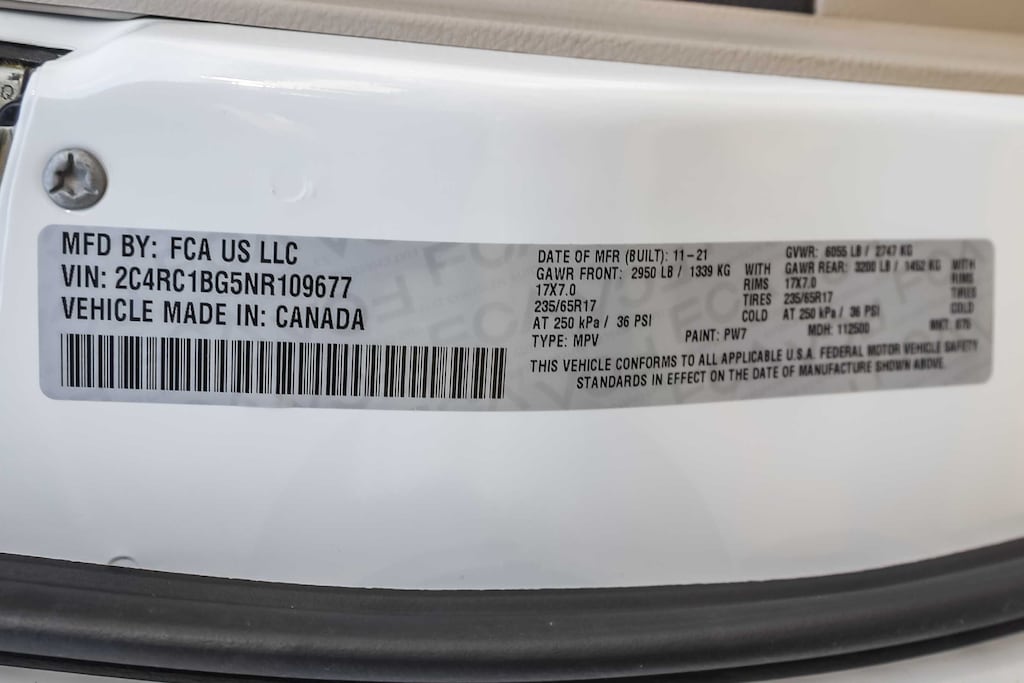 MFD BY: FCA US LLC
VIN: 2C4RC1BG5NR109677
VEHICLE MADE IN: CANADA
DATE OF MFR (BUILT): 11-21
GVWR: 6055 LB / 2747 KG
GAWR FRONT: 2950 LB / 1339 KG WITH
GAWR REAR: 3200 LB / 1452 KG WITH
17X7.0 RIMS
17X7.0 RIMS
235/65R17 TIRES
235/65R17 TIRES
AT 250 kPa / 36 PSI COLD
AT 250 kPa / 36 PSI COLD
TYPE: MPV PAINT: PW7 MDH: 112500
THIS VEHICLE CONFORMS TO ALL APPLICABLE U.S.A. FEDERAL MOTOR VEHICLE SAFETY
STANDARDS IN EFFECT ON THE DATE OF MANUFACTURE SHOWN ABOVE.